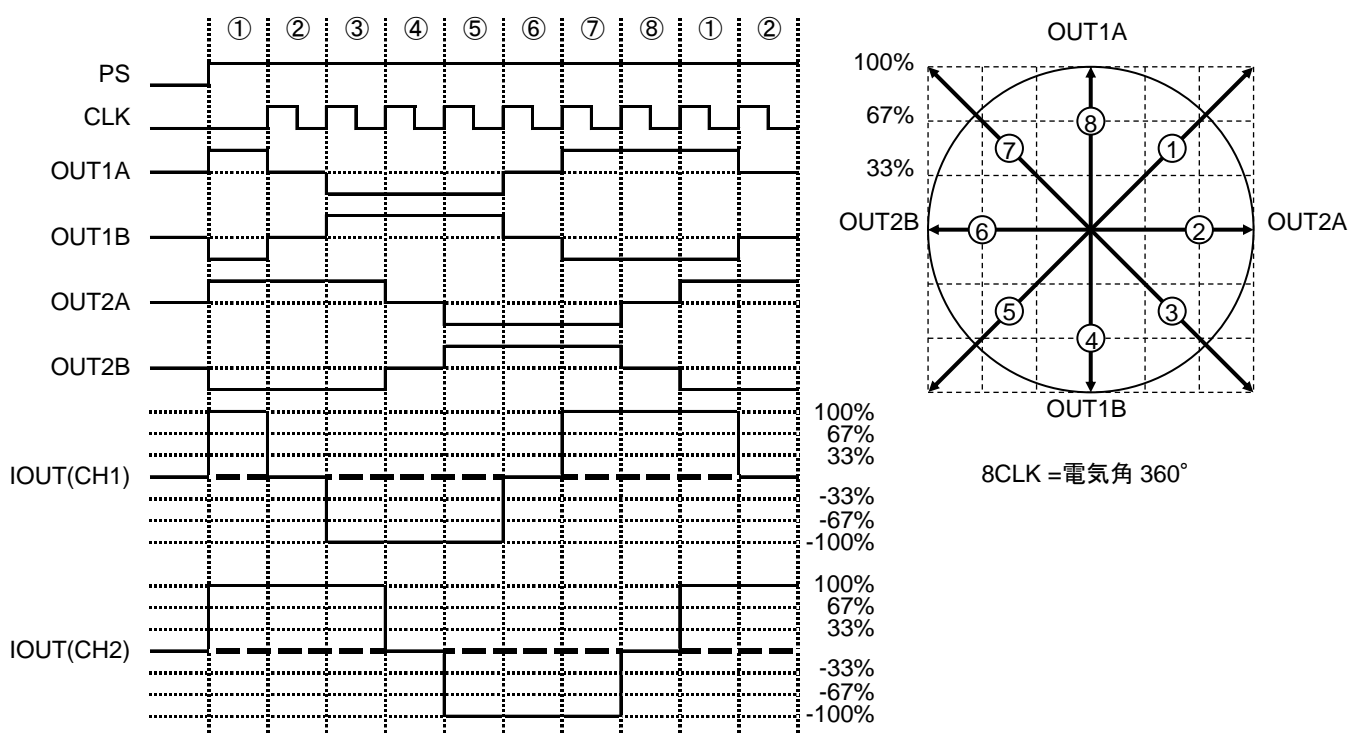 ① ② ③ ④ ⑤ ⑥ ⑦ ⑧ ① ②
PS
CLK
OUT1A
OUT1B
OUT2A
OUT2B
IOUT(CH1)
100%
67%
33%
-33%
-67%
-100%
IOUT(CH2)
100%
67%
33%
-33%
-67%
-100%
OUT1A
100%
67%
33%
OUT2B
OUT2A
OUT1B
⑧
⑦
①
⑥
②
⑤
③
④
8CLK =電気角 360°